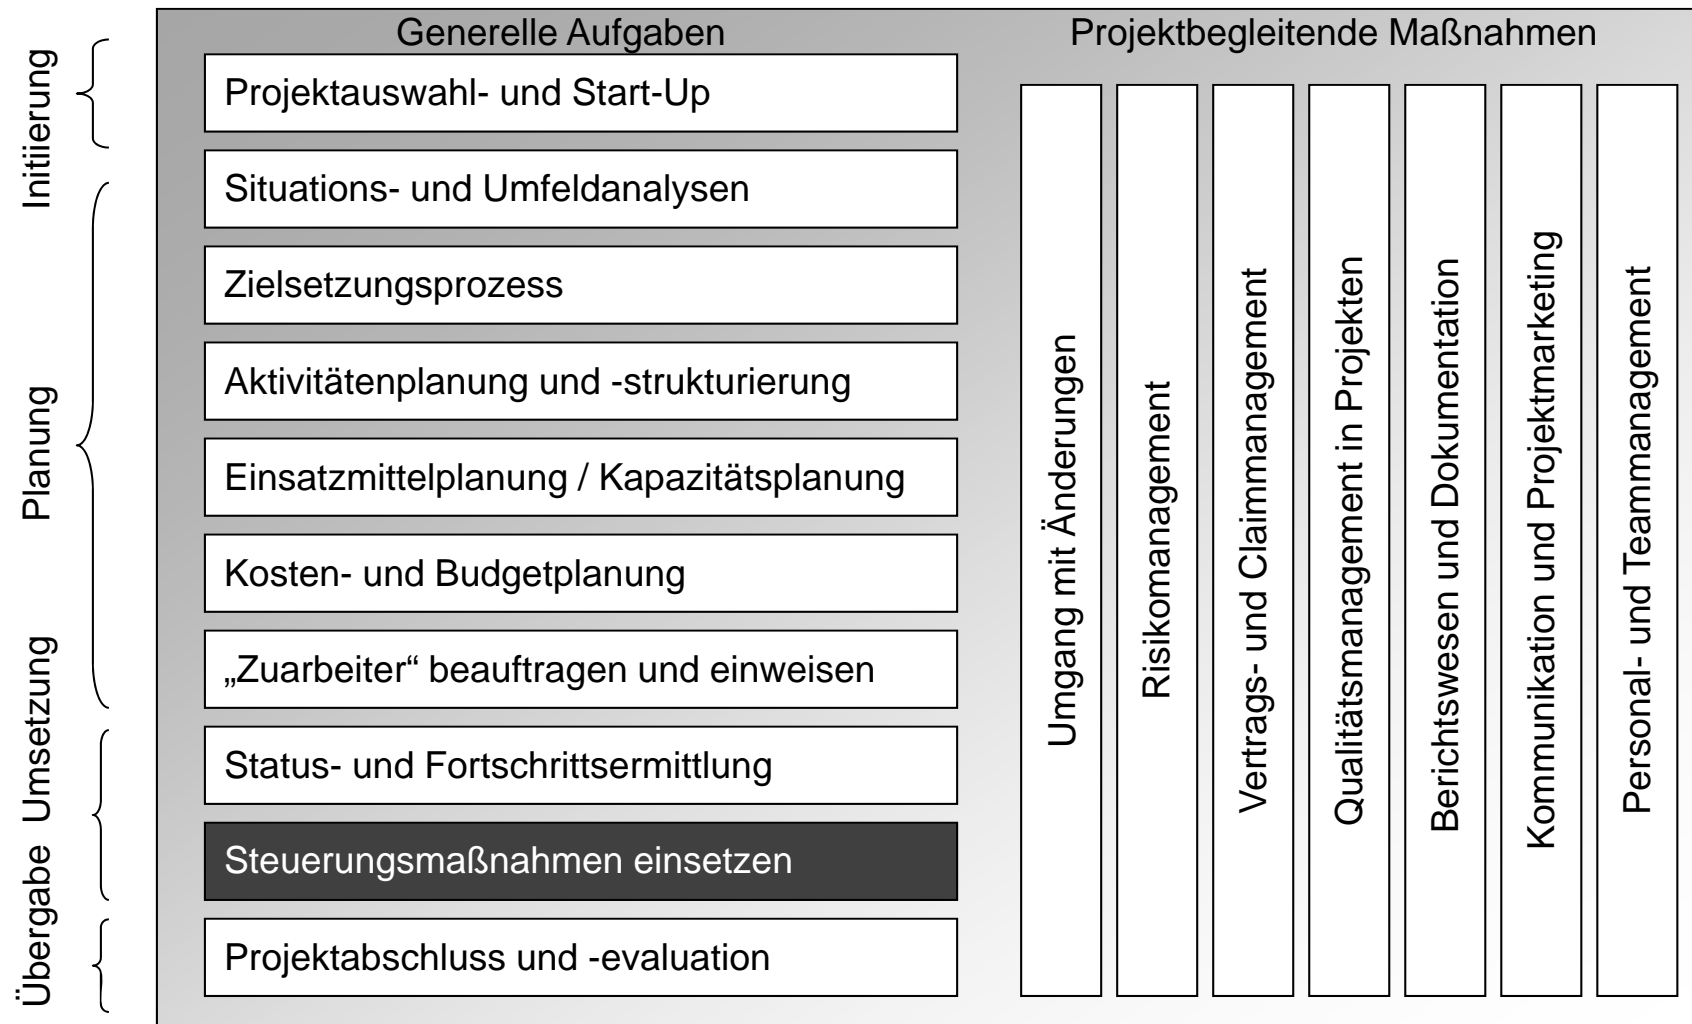 Generelle Aufgaben
Projektbegleitende Maßnahmen
Initiierung
Planung
Umsetzung
Übergabe
Projektauswahl- und Start-Up
Situations- und Umfeldanalysen
Zielsetzungsprozess
Aktivitätenplanung und -strukturierung
Einsatzmittelplanung / Kapazitätsplanung
Kosten- und Budgetplanung
„Zuarbeiter“ beauftragen und einweisen
Status- und Fortschrittsermittlung
Steuerungsmaßnahmen einsetzen
Projektabschluss und -evaluation
Umgang mit Änderungen
Risikomanagement
Vertrags- und Claimmanagement
Qualitätsmanagement in Projekten
Berichtswesen und Dokumentation
Kommunikation und Projektmarketing
Personal- und Teammanagement